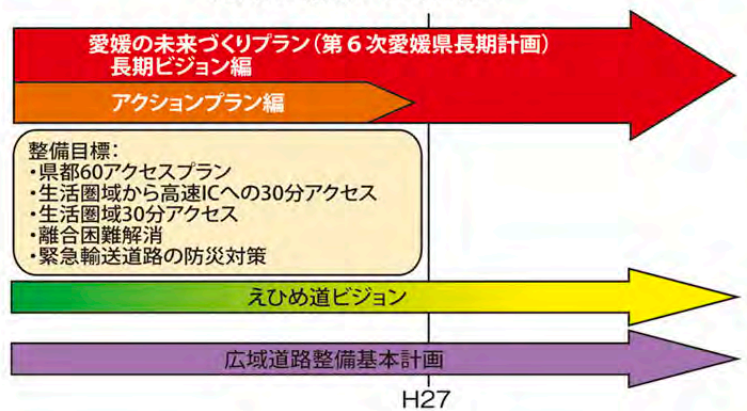 愛媛の未来づくりプラン(第6次愛媛県長期計画)
長期ビジョン編
アクションプラン編
整備目標:
・県都60アクセスプラン
・生活圏域から高速ICへの30分アクセス
・生活圏域30分アクセス
・離合困難解消
・緊急輸送道路の防災対策
えひめ道ビジョン
広域道路整備基本計画
H27